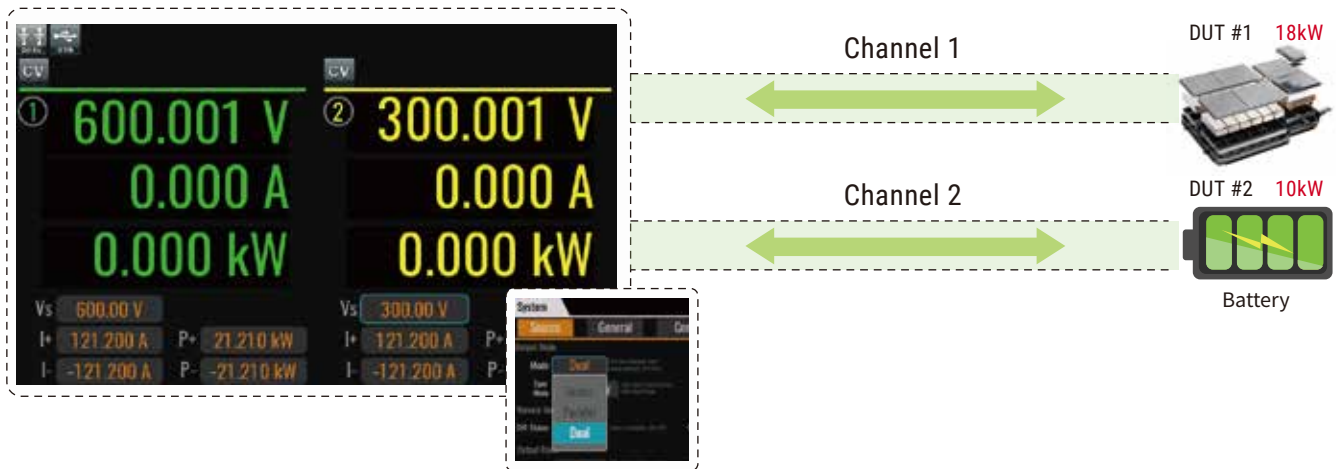 CV
CV
1
600.001 V
0.000 A
0.000 kW
2
300.001 V
0.000 A
0.000 kW
Vs 600.00 V
I+ 121.200 A P+ 21.210 kW
I- -121.200 A P- -21.210 kW
Vs 300.00 V
I+ 121.200 A P+
I- -121.200 A P-
System
Source General
Mode Dual
Dual
Channel 1
DUT #1 18kW
Channel 2
DUT #2 10kW
Battery